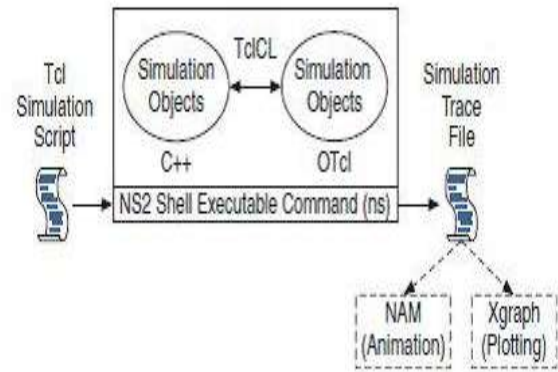 Tcl
Simulation
Script
TclCL
Simulation
Objects
Simulation
Objects
C++
OTcl
NS2 Shell Executable Command (ns)
Simulation
Trace
File
NAM
(Animation)
Xgraph
(Plotting)